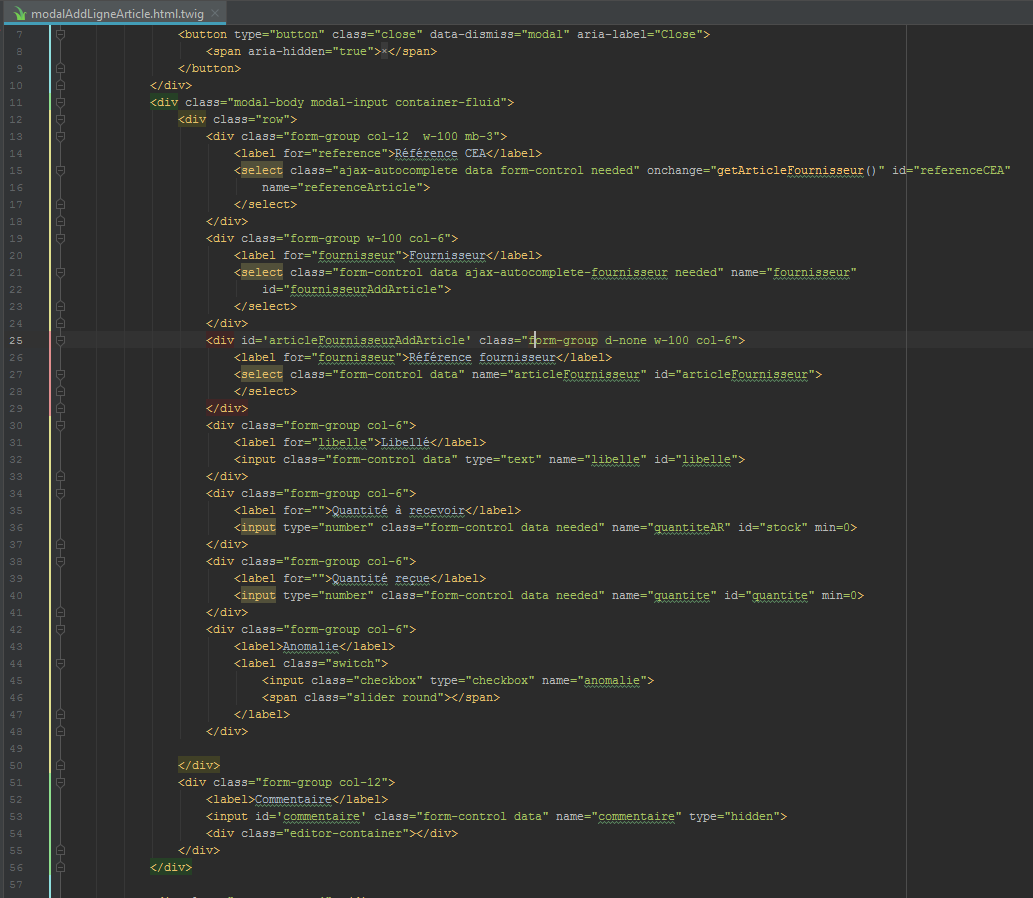 modalAddLigneArticle.html.twig ×
7 <button type="button" class="close" data-dismiss="modal" aria-label="Close">
8 <span aria-hidden="true">×</span>
9 </button>
10 </div>
11 <div class="modal-body modal-input container-fluid">
12 <div class="row">
13 <div class="form-group col-12  w-100 mb-3">
14 <label for="reference">Référence CEA</label>
15 <select class="ajax-autocomplete data form-control needed" onchange="getArticleFournisseur()" id="referenceCEA"
16 name="referenceArticle">
17 </select>
18 </div>
19 <div class="form-group w-100 col-6">
20 <label for="fournisseur">Fournisseur</label>
21 <select class="form-control data ajax-autocomplete-fournisseur needed" name="fournisseur"
22 id="fournisseurAddArticle">
23 </select>
24 </div>
25 <div id='articleFournisseurAddArticle' class="form-group d-none w-100 col-6">
26 <label for="fournisseur">Référence fournisseur</label>
27 <select class="form-control data" name="articleFournisseur" id="articleFournisseur">
28 </select>
29 </div>
30 <div class="form-group col-6">
31 <label for="libelle">Libellé</label>
32 <input class="form-control data" type="text" name="libelle" id="libelle">
33 </div>
34 <div class="form-group col-6">
35 <label for="">Quantité à recevoir</label>
36 <input type="number" class="form-control data needed" name="quantiteAR" id="stock" min=0>
37 </div>
38 <div class="form-group col-6">
39 <label for="">Quantité reçue</label>
40 <input type="number" class="form-control data needed" name="quantite" id="quantite" min=0>
41 </div>
42 <div class="form-group col-6">
43 <label>Anomalie</label>
44 <label class="switch">
45 <input class="checkbox" type="checkbox" name="anomalie">
46 <span class="slider round"></span>
47 </label>
48 </div>
49
50 </div>
51 <div class="form-group col-12">
52 <label>Commentaire</label>
53 <input id='commentaire' class="form-control data" name="commentaire" type="hidden">
54 <div class="editor-container"></div>
55 </div>
56 </div>
57